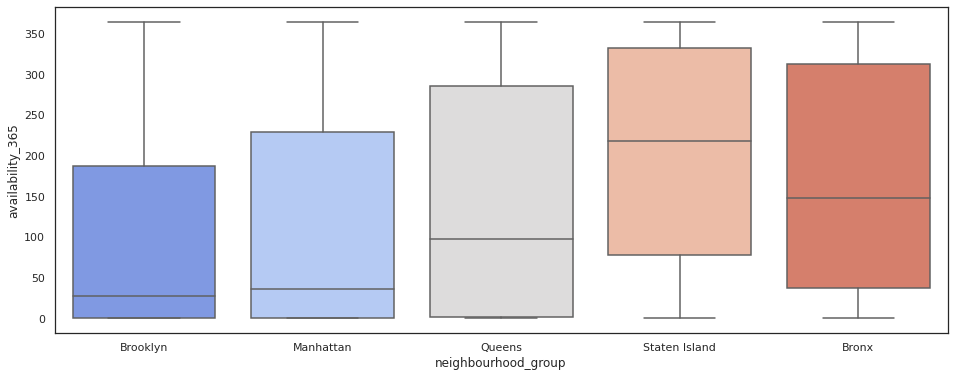 350
300
250
200
150
100
50
0
availability_365
Brooklyn Manhattan Queens Staten Island Bronx
neighbourhood_group